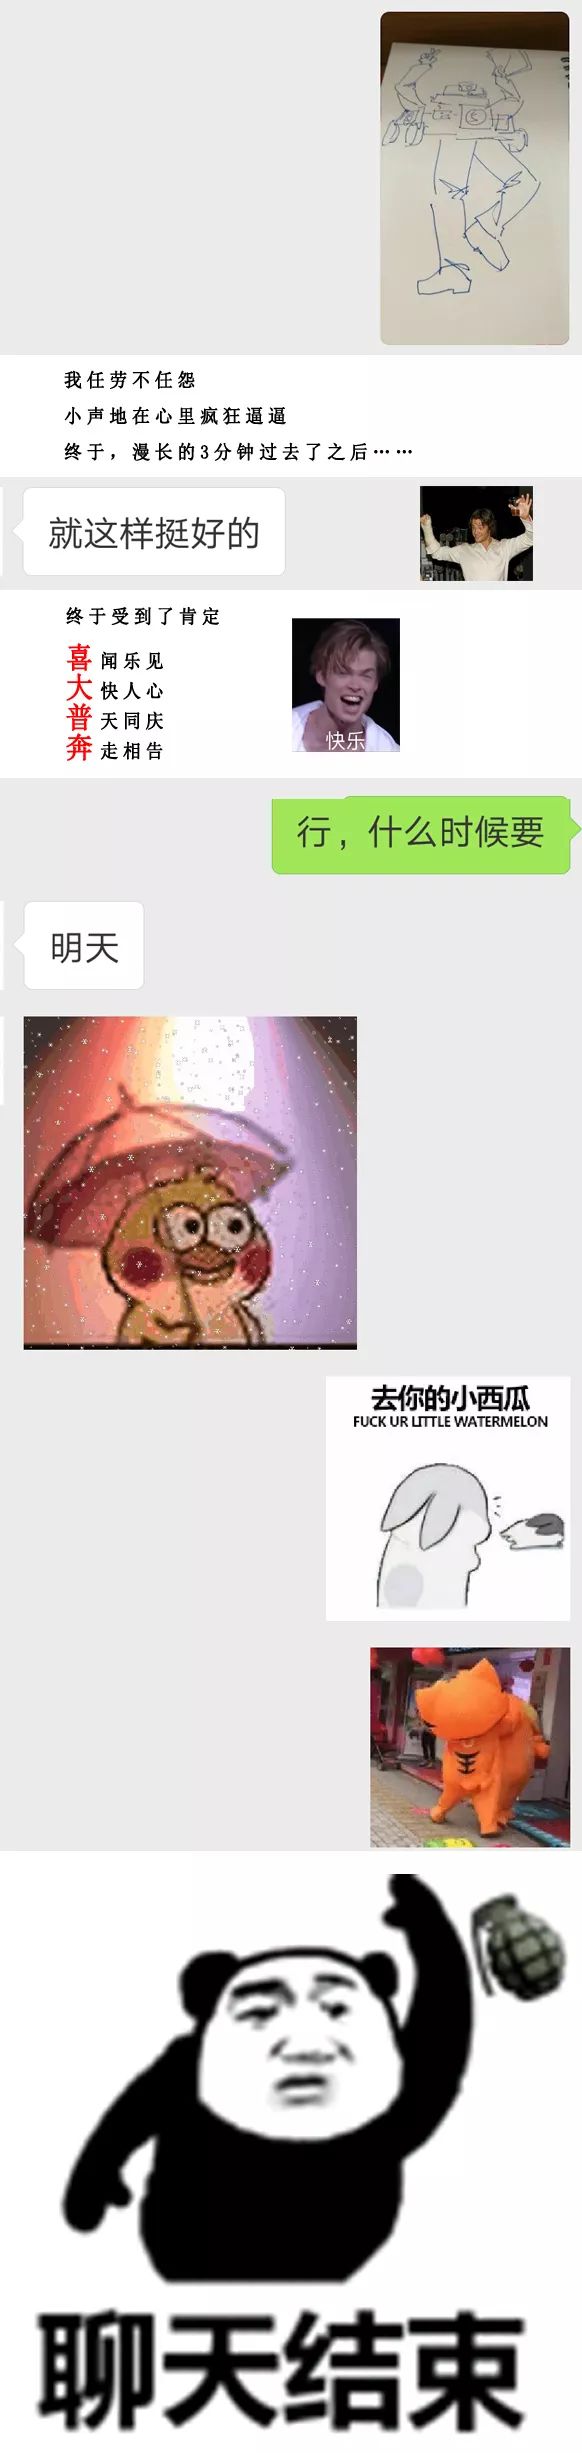 我任劳不任怨
小声地在心里疯狂逼逼
终于，漫长的3分钟过去了之后……
就这样挺好的
终于受到了肯定
喜闻乐见
大快人心
普天同庆
奔走相告
快乐
行，什么时候要
明天
去你的小西瓜
FUCK UR LITTLE WATERMELON
聊天结束